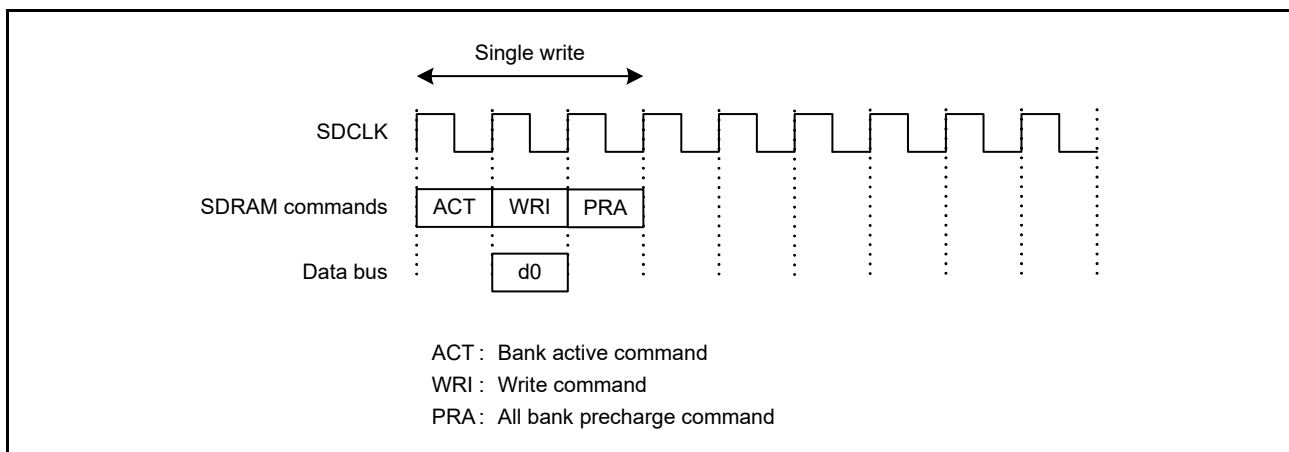 Single write
SDCLK
SDRAM commands ACT WRI PRA
Data bus d0
ACT : Bank active command
WRI : Write command
PRA : All bank precharge command